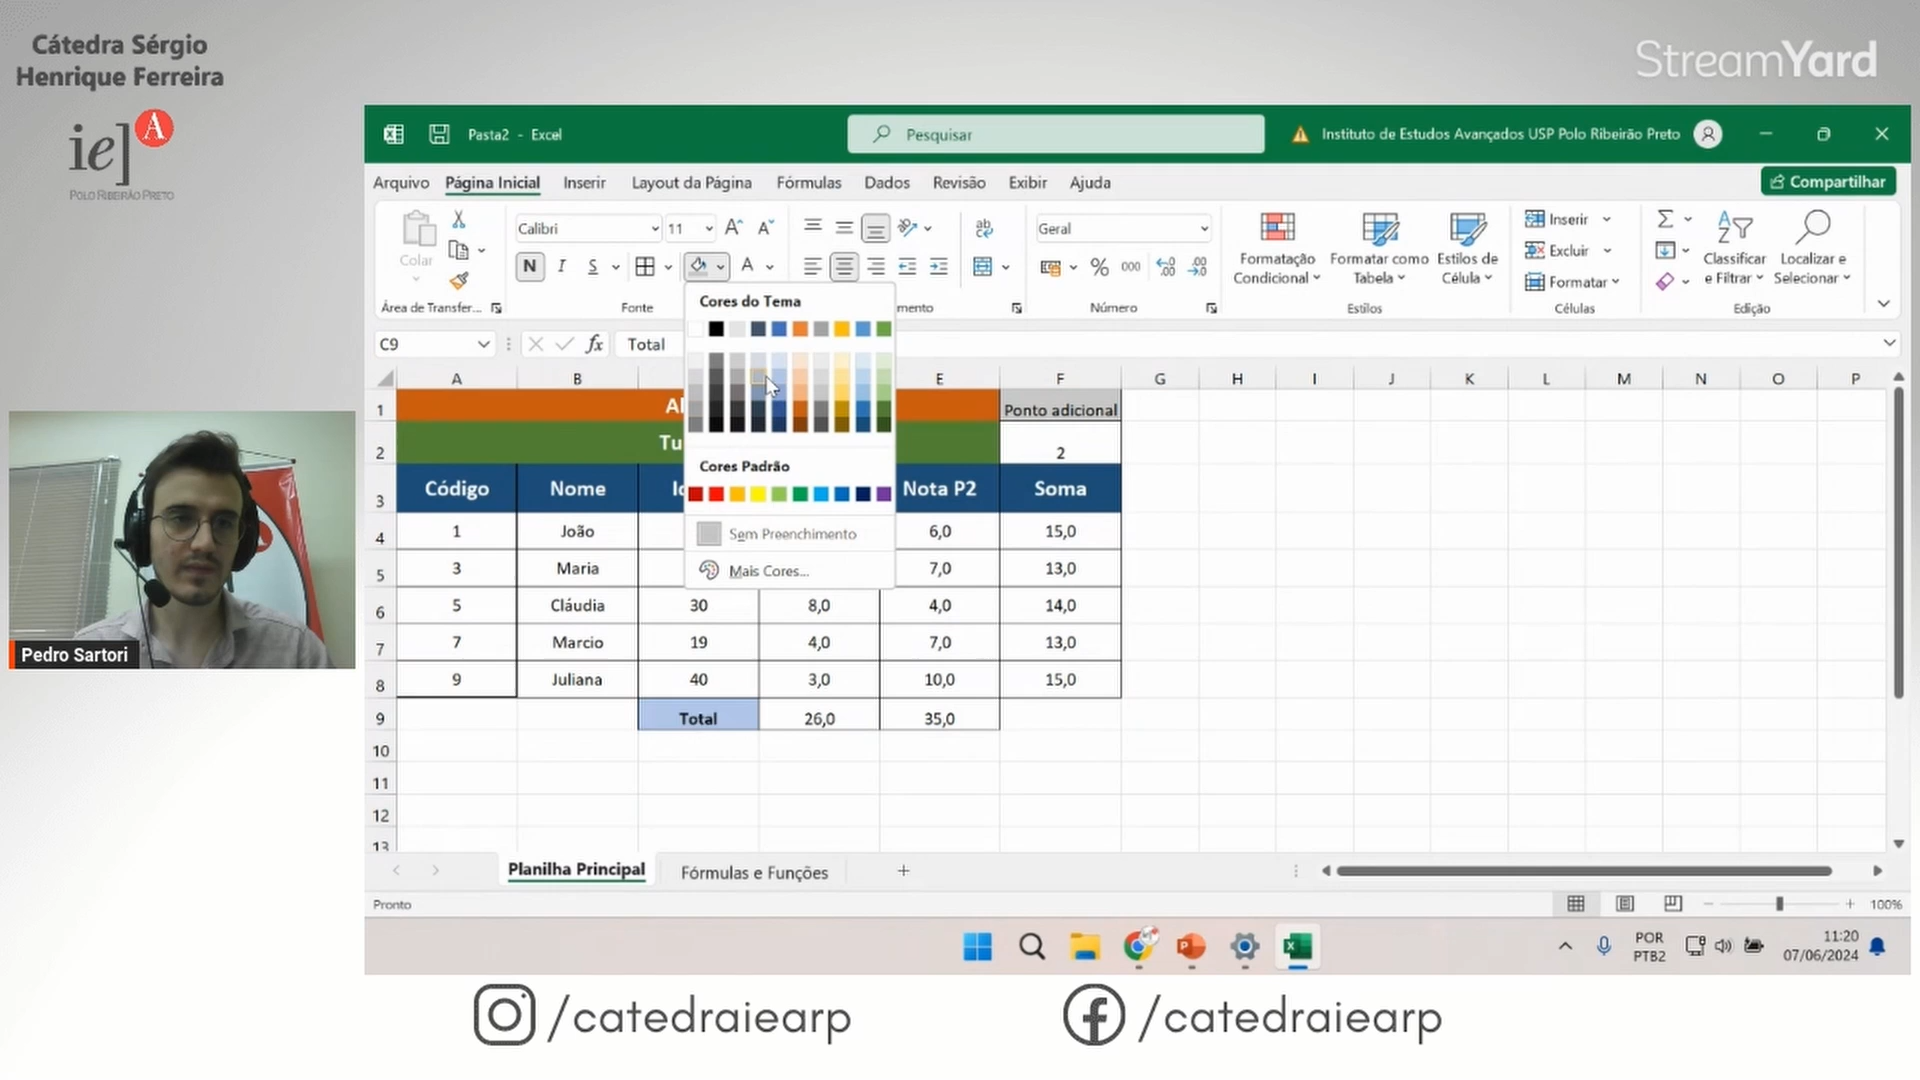 Cátedra Sérgio
Henrique Ferreira
ie] A
POLO RIBEIRÃO PRETO
StreamYard
Pasta2 - Excel
Pesquisar
Instituto de Estudos Avançados USP Polo Ribeirão Preto
Arquivo Página Inicial Inserir Layout da Página Fórmulas Dados Revisão Exibir Ajuda
Compartilhar
Colar
Calibri 11
N I S
Geral
% 000
Formatação Condicional
Formatar como Tabela
Estilos de Célula
Inserir
Excluir
Formatar
Classificar e Filtrar
Localizar e Selecionar
Área de Transfer... Fonte mento Número Estilos Células Edição
C9 fx Total
Cores do Tema
Cores Padrão
Sem Preenchimento
Mais Cores...
A B E F G H I J K L M N O P
1 Al Ponto adicional
2 Tu 2
3 Código Nome Id Nota P2 Soma
4 1 João 6,0 15,0
5 3 Maria 7,0 13,0
6 5 Cláudia 30 8,0 4,0 14,0
7 7 Marcio 19 4,0 7,0 13,0
8 9 Juliana 40 3,0 10,0 15,0
9 Total 26,0 35,0
10
11
12
13
Planilha Principal Fórmulas e Funções +
Pronto
100%
Pedro Sartori
POR
PTB2
11:20
07/06/2024
/catedraiearp
/catedraiearp